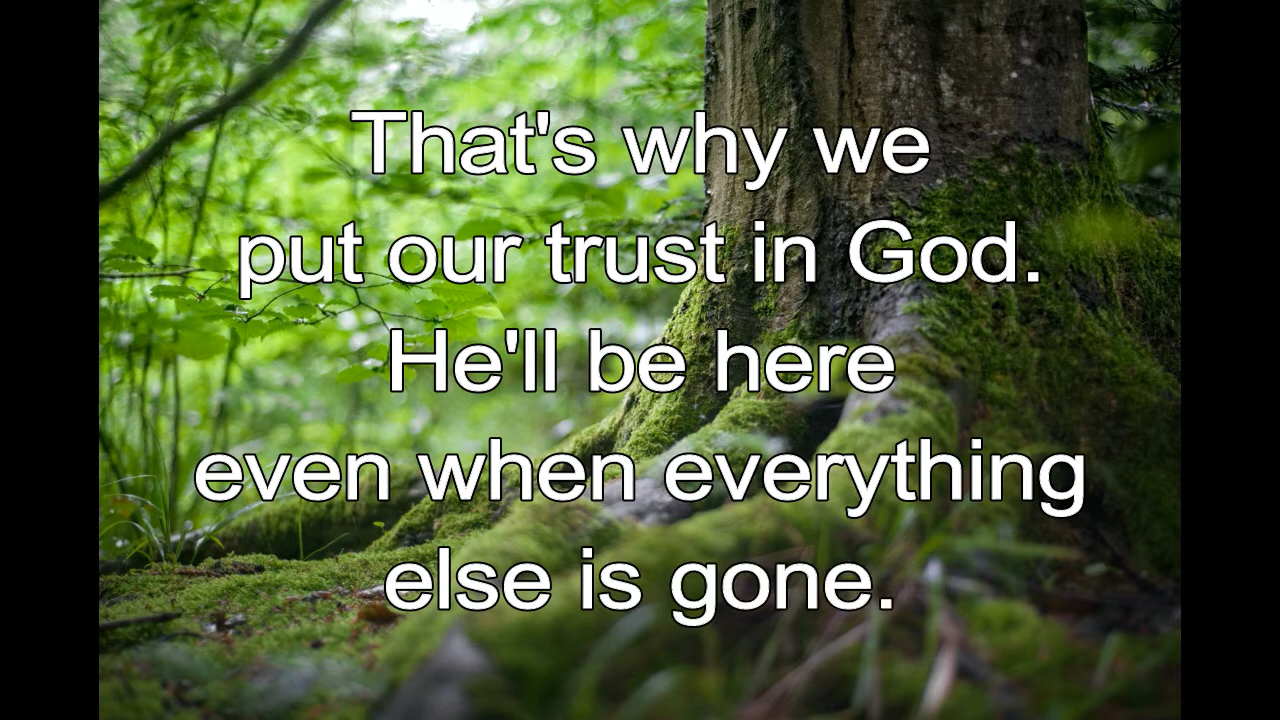 That's why we
put our trust in God.
He'll be here
even when everything
else is gone.